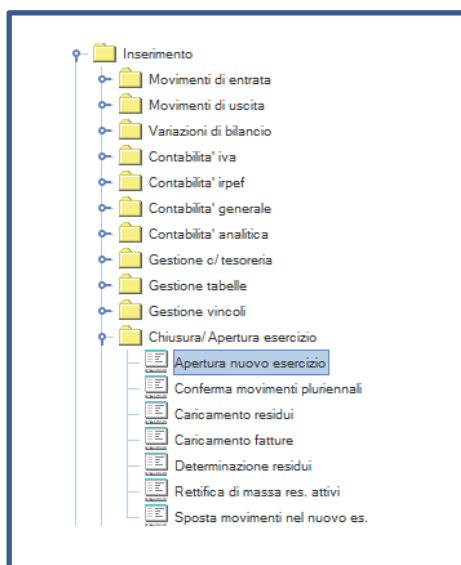 Inserimento
Movimenti di entrata
Movimenti di uscita
Variazioni di bilancio
Contabilita' iva
Contabilita' irpef
Contabilita' generale
Contabilita' analitica
Gestione c/ tesoreria
Gestione tabelle
Gestione vincoli
Chiusura/Apertura esercizio
Apertura nuovo esercizio
Conferma movimenti pluriennali
Caricamento residui
Caricamento fatture
Determinazione residui
Rettifica di massa res. attivi
Sposta movimenti nel nuovo es.